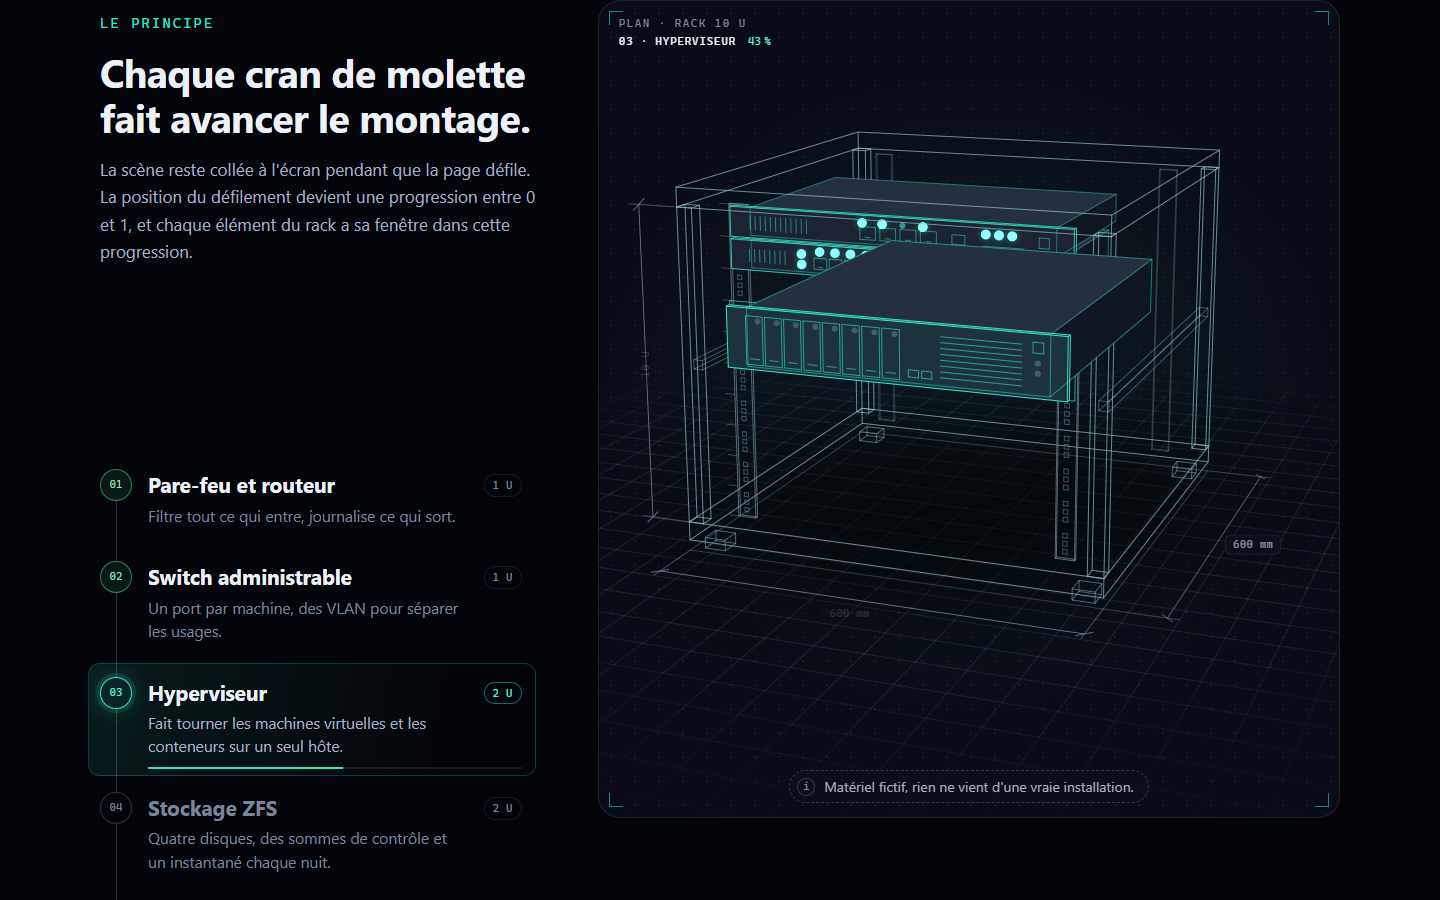 LE PRINCIPE
Chaque cran de molette
fait avancer le montage.
La scène reste collée à l'écran pendant que la page défile.
La position du défilement devient une progression entre 0
et 1, et chaque élément du rack a sa fenêtre dans cette
progression.
01
Pare-feu et routeur
1 U
Filtre tout ce qui entre, journalise ce qui sort.
02
Switch administrable
1 U
Un port par machine, des VLAN pour séparer
les usages.
03
Hyperviseur
2 U
Fait tourner les machines virtuelles et les
conteneurs sur un seul hôte.
04
Stockage ZFS
2 U
Quatre disques, des sommes de contrôle et
un instantané chaque nuit.
PLAN · RACK 10 U
03 · HYPERVISEUR 43 %
10 U
600 mm
600 mm
i
Matériel fictif, rien ne vient d'une vraie installation.